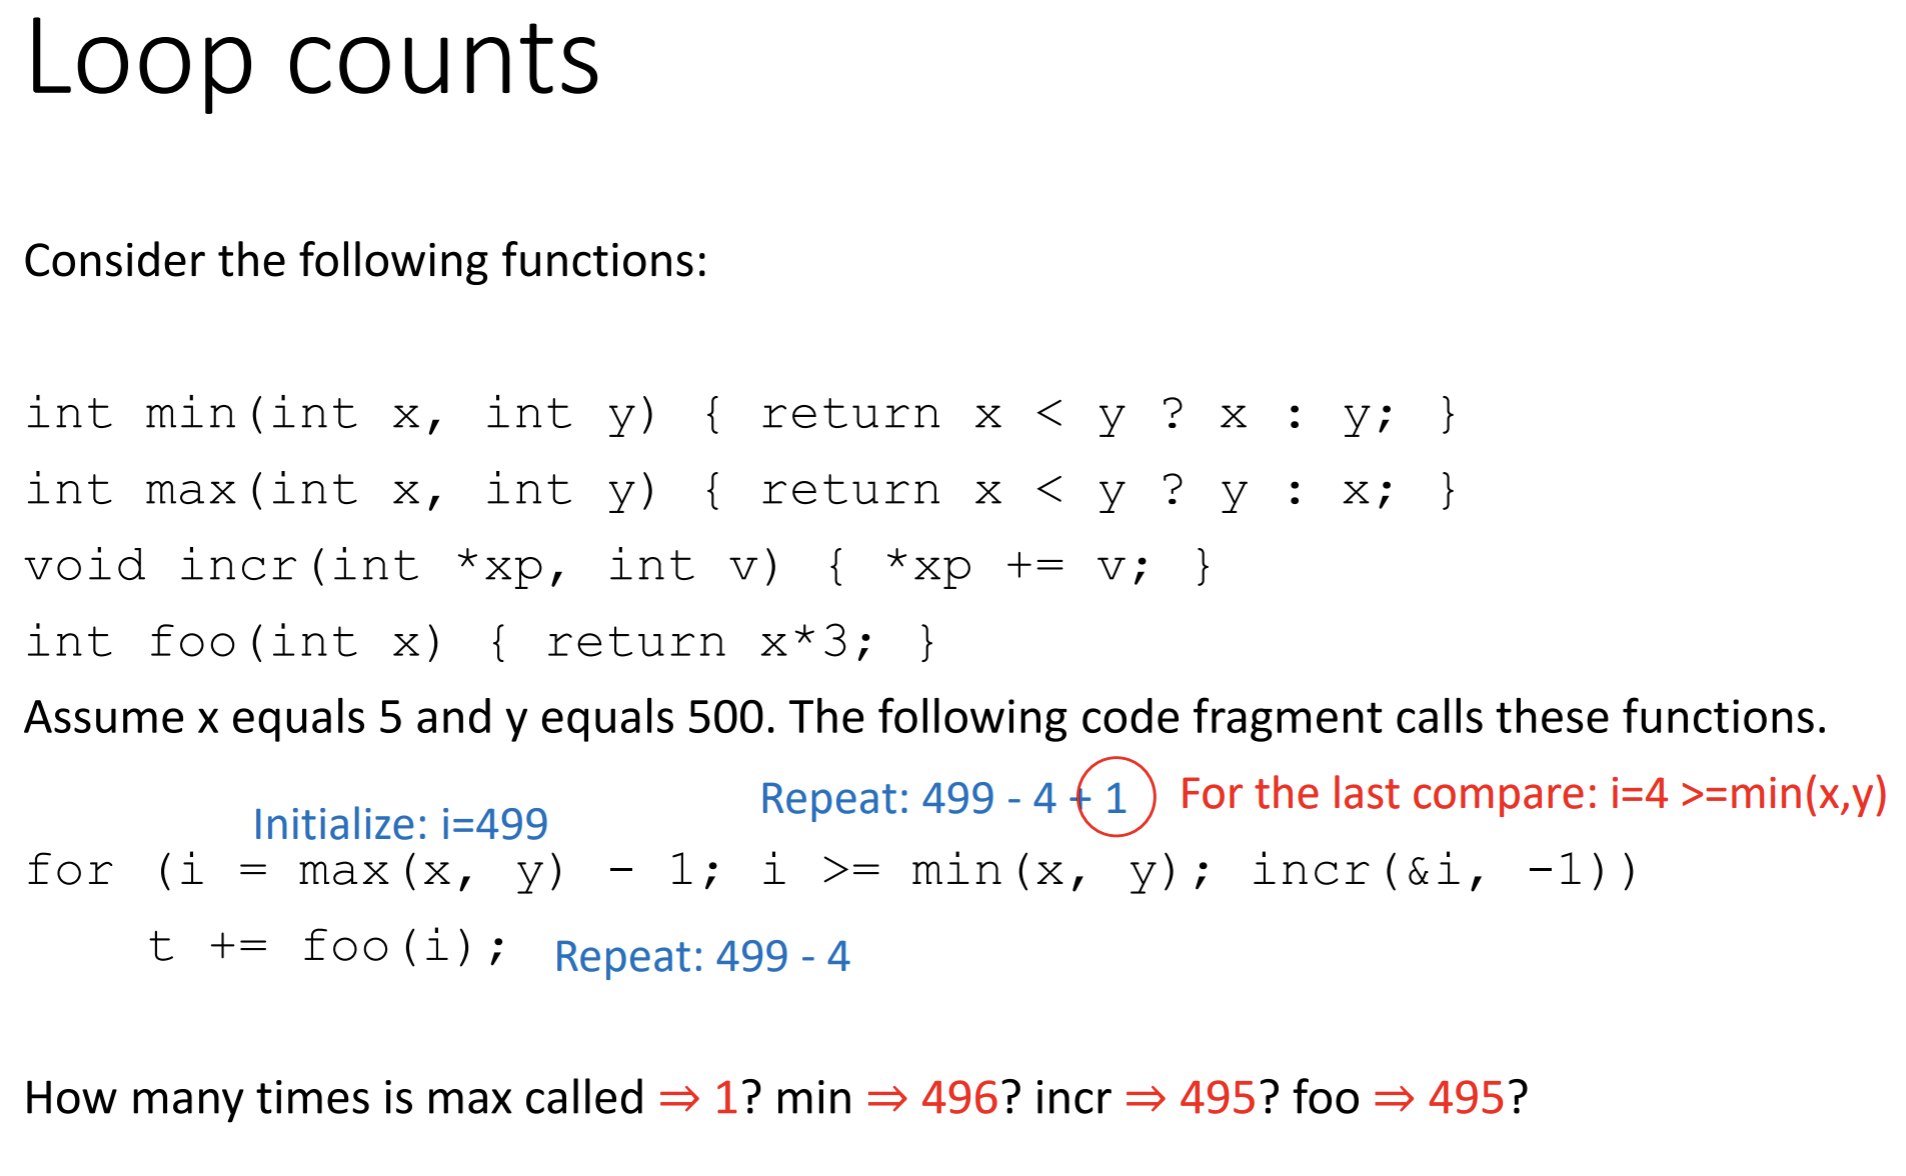 Loop counts
Consider the following functions:
int min(int x, int y) { return x < y ? x : y; }
int max(int x, int y) { return x < y ? y : x; }
void incr(int *xp, int v) { *xp += v; }
int foo(int x) { return x*3; }
Assume x equals 5 and y equals 500. The following code fragment calls these functions.
Repeat: 499 - 4 + 1 For the last compare: i=4 >=min(x,y)
Initialize: i=499
for (i = max(x, y) - 1; i >= min(x, y); incr(&i, -1))
t += foo(i); Repeat: 499 - 4
How many times is max called ⇒ 1? min ⇒ 496? incr ⇒ 495? foo ⇒ 495?